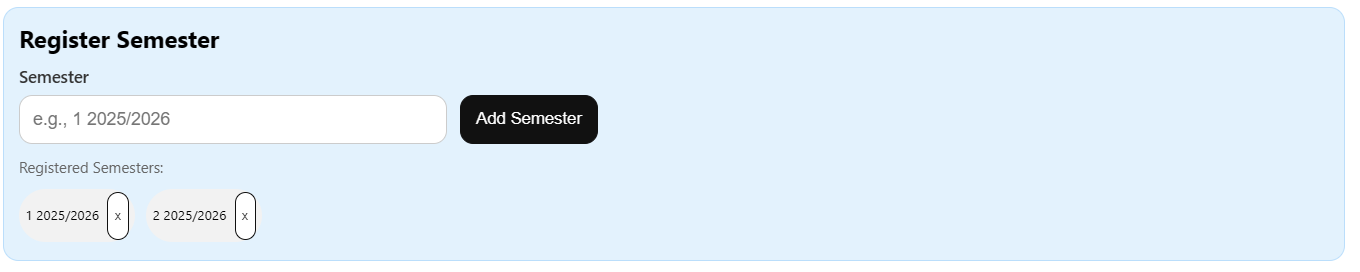 Register Semester
Semester
e.g., 1 2025/2026
Add Semester
Registered Semesters:
1 2025/2026 x 2 2025/2026 x